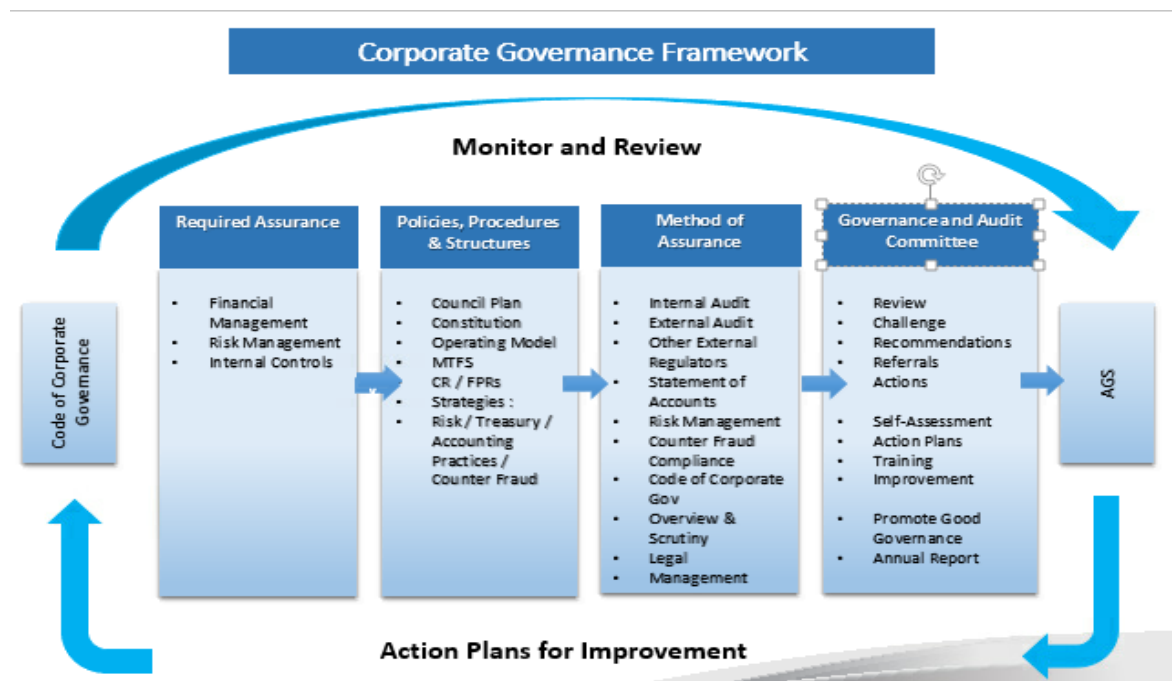 Corporate Governance Framework
Monitor and Review
Code of Corporate
Governance
Required Assurance
• Financial
Management
• Risk Management
• Internal Controls
Policies, Procedures
& Structures
• Council Plan
• Constitution
• Operating Model
• MTFS
• CR / FPRs
• Strategies :
• Risk / Treasury /
Accounting
Practices /
Counter Fraud
Method of
Assurance
• Internal Audit
• External Audit
• Other External
Regulators
• Statement of
Accounts
• Risk Management
• Counter Fraud
Compliance
• Code of Corporate
Gov
• Overview &
Scrutiny
• Legal
• Management
Governance and Audit
Committee
• Review
• Challenge
• Recommendations
• Referrals
• Actions
• Self-Assessment
• Action Plans
• Training
• Improvement
• Promote Good
Governance
• Annual Report
AGS
Action Plans for Improvement